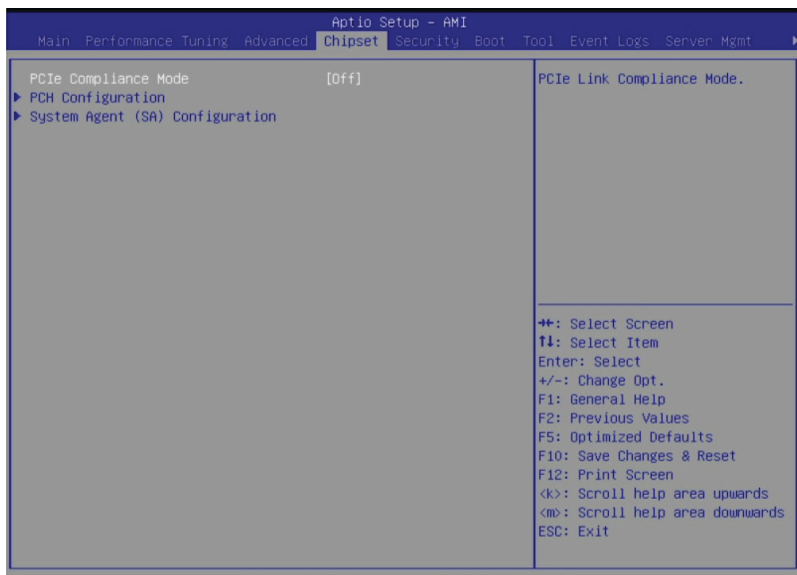 Aptio Setup – AMI
Main Performance Tuning Advanced Chipset Security Boot Tool Event Logs Server Mgmt
PCIe Compliance Mode [Off]
PCH Configuration
System Agent (SA) Configuration
PCIe Link Compliance Mode.
→←: Select Screen
↑↓: Select Item
Enter: Select
+/-: Change Opt.
F1: General Help
F2: Previous Values
F5: Optimized Defaults
F10: Save Changes & Reset
F12: Print Screen
<k>: Scroll help area upwards
<m>: Scroll help area downwards
ESC: Exit